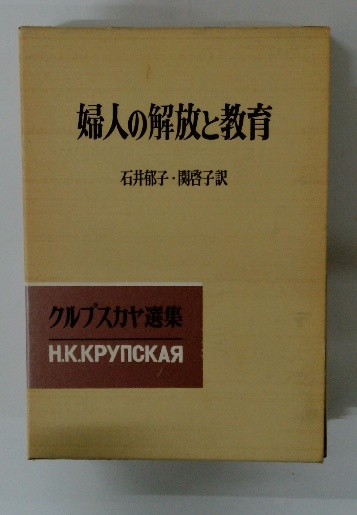 婦人の解放と教育
石井郁子・関啓子訳
クルプスカヤ選集
Н.К.КРУПСКАЯ